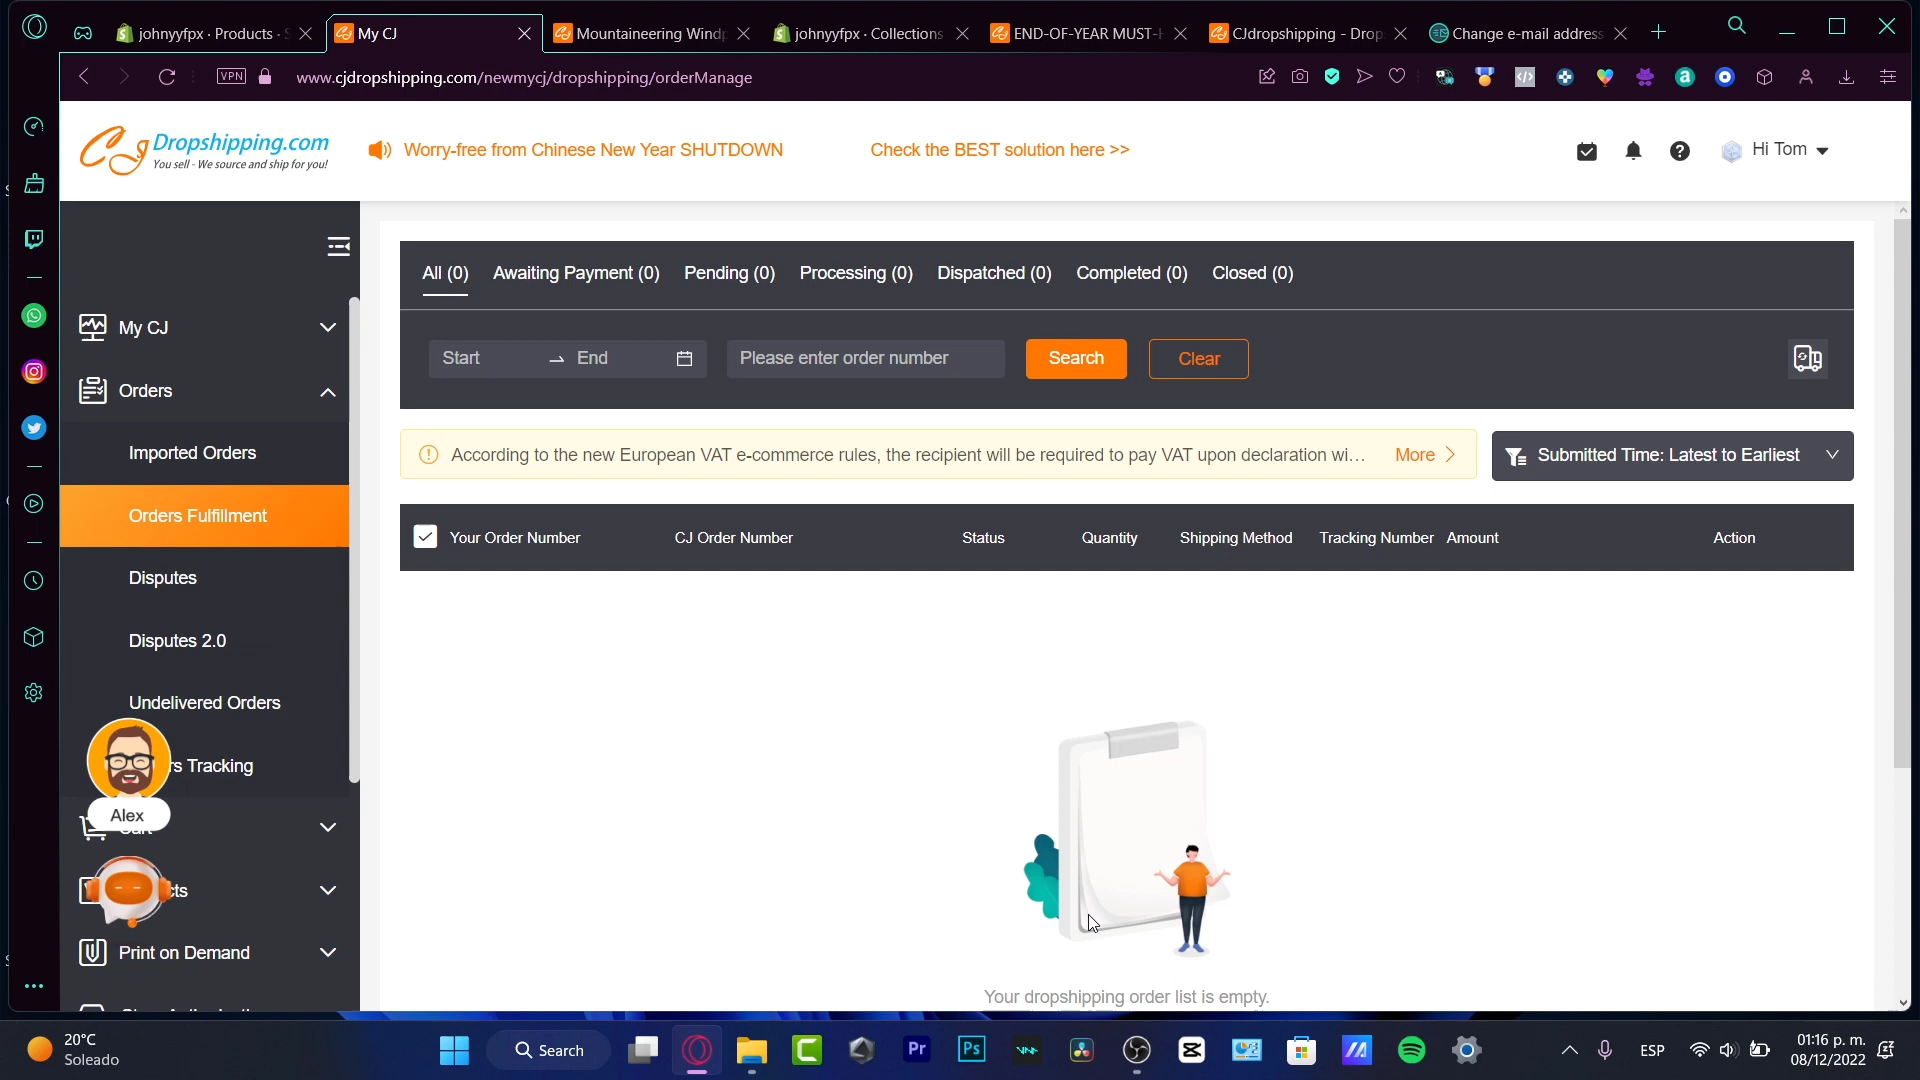 johnyyfpx · Products ·
My CJ
Mountaineering Windp
johnyyfpx · Collections
END-OF-YEAR MUST-H
CJdropshipping - Drop
Change e-mail address
VPN
www.cjdropshipping.com/newmycj/dropshipping/orderManage
CJ Dropshipping.com
You sell - We source and ship for you!
Worry-free from Chinese New Year SHUTDOWN
Check the BEST solution here >>
Hi Tom
All (0)
Awaiting Payment (0)
Pending (0)
Processing (0)
Dispatched (0)
Completed (0)
Closed (0)
My CJ
Start
End
Please enter order number
Search
Clear
Orders
Imported Orders
According to the new European VAT e-commerce rules, the recipient will be required to pay VAT upon declaration wi...
More
Submitted Time: Latest to Earliest
Orders Fulfillment
Your Order Number
CJ Order Number
Status
Quantity
Shipping Method
Tracking Number
Amount
Action
Disputes
Disputes 2.0
Undelivered Orders
rs Tracking
Alex
cts
Print on Demand
Your dropshipping order list is empty.
20°C
Soleado
Search
Pr
Ps
ESP
01:16 p. m.
08/12/2022